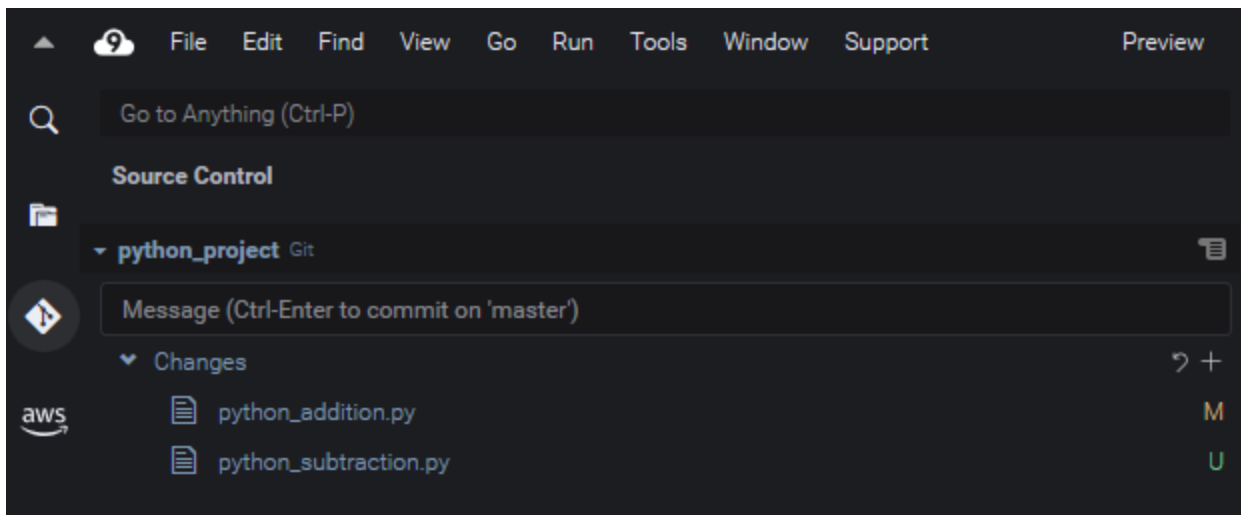 9 File Edit Find View Go Run Tools Window Support Preview
Go to Anything (Ctrl-P)
Source Control
python_project Git
Message (Ctrl-Enter to commit on 'master')
Changes
aws python_addition.py M
python_subtraction.py U